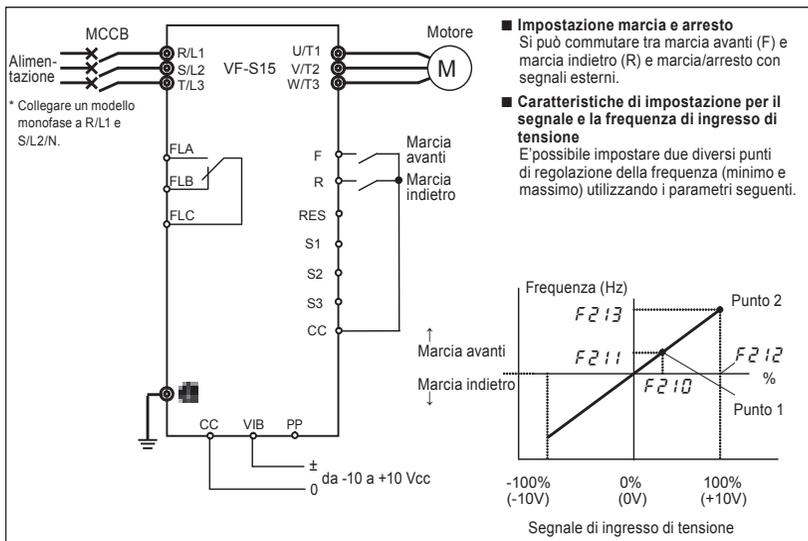 MCCB
Alimen-
tazione
R/L1
S/L2
T/L3
VF-S15
U/T1
V/T2
W/T3
Motore
M
* Collegare un modello
monofase a R/L1 e
S/L2/N.
FLA
FLB
FLC
F
R
RES
S1
S2
S3
CC
Marcia
avanti
Marcia
indietro
CC
VIB
PP
±
0
da -10 a +10 Vcc
■ Impostazione marcia e arresto
Si può commutare tra marcia avanti (F) e
marcia indietro (R) e marcia/arresto con
segnali esterni.
■ Caratteristiche di impostazione per il
segnale e la frequenza di ingresso di
tensione
E'possibile impostare due diversi punti
di regolazione della frequenza (minimo e
massimo) utilizzando i parametri seguenti.
Frequenza (Hz)
F213
Punto 2
↑
Marcia avanti
F211
F212
Marcia indietro
↓
F210
%
Punto 1
-100%
(-10V)
0%
(0V)
100%
(+10V)
Segnale di ingresso di tensione